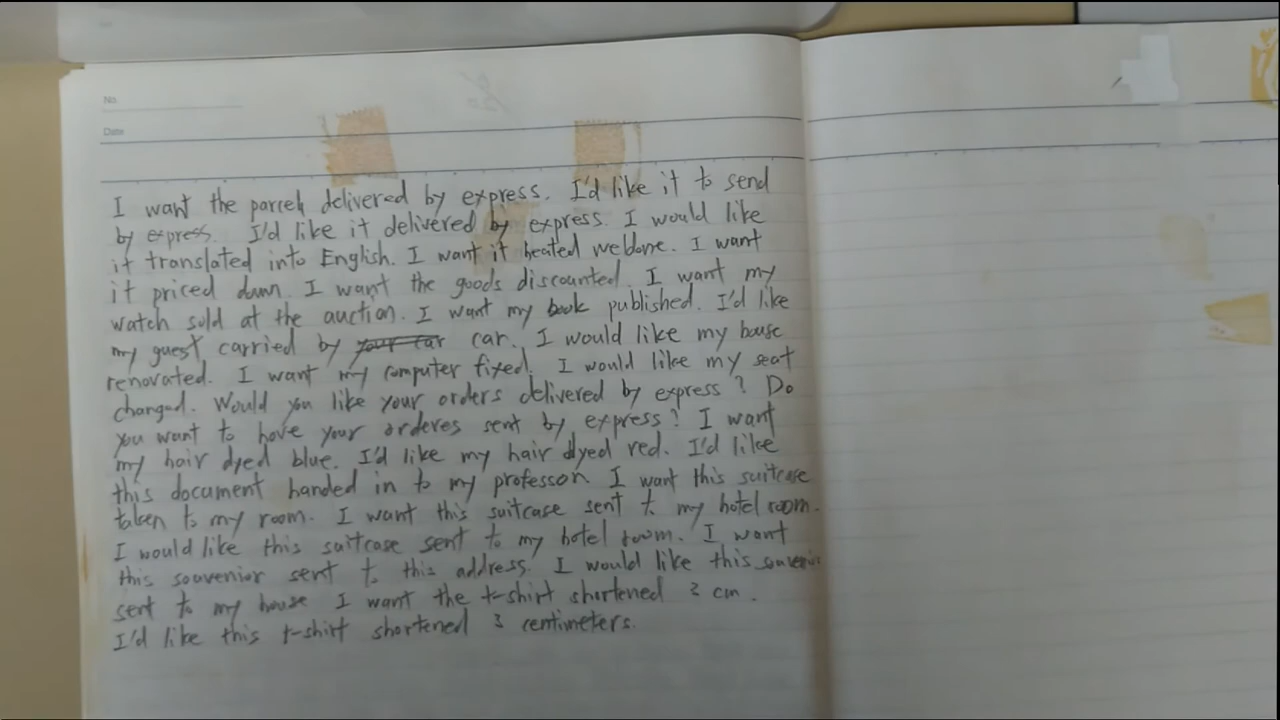 No.
Date
I want the parcel delivered by express. I'd like it to send
by express. I'd like it delivered by express. I would like
it translated into English. I want it heated weldone. I want
it priced down. I want the goods discounted. I want my
watch sold at the auction. I want my book published. I'd like
my guest carried by your car car. I would like my house
renovated. I want my computer fixed. I would like my seat
changed. Would you like your orders delivered by express? Do
you want to have your orderes sent by express? I want
my hair dyed blue. I'd like my hair dyed red. I'd like
this document handed in to my professor. I want this suitcase
taken to my room. I want this suitcase sent to my hotel room.
I would like this suitcase sent to my hotel room. I want
this souvenior sent to this address. I would like this souvenir
sent to my house I want the t-shirt shortened 2 cm.
I'd like this t-shirt shortened 3 centimeters.